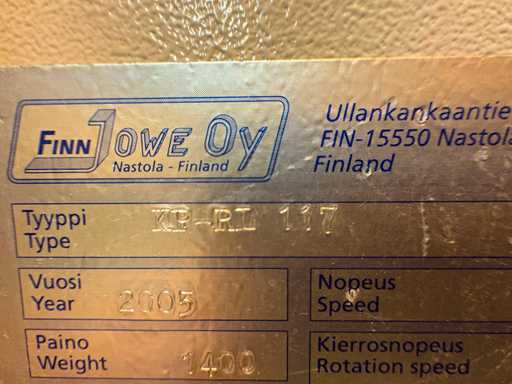 FINN JOWE Oy
Nastola - Finland
Ullankankaantie
FIN-15550 Nastola
Finland
Tyyppi
Type
KP-RL 117
Vuosi
Year
2005
Nopeus
Speed
Paino
Weight
1400
Kierrosnopeus
Rotation speed